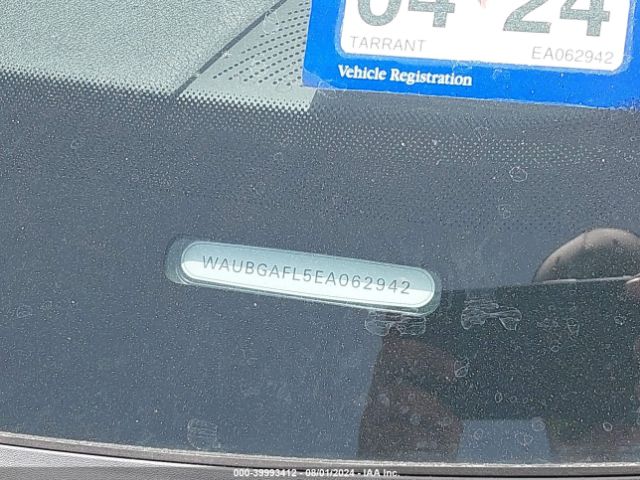 04 24
TARRANT EA062942
Vehicle Registration
WAUBGAFL5EA062942
000-39993412 - 08/01/2024 - IAA Inc.